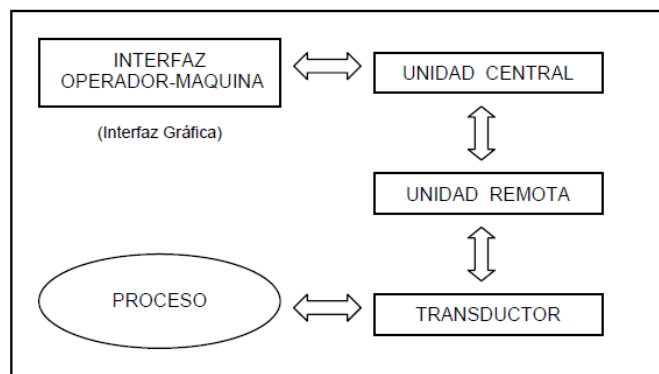 INTERFAZ
OPERADOR-MAQUINA
(Interfaz Gráfica)
UNIDAD CENTRAL
UNIDAD REMOTA
PROCESO
TRANSDUCTOR